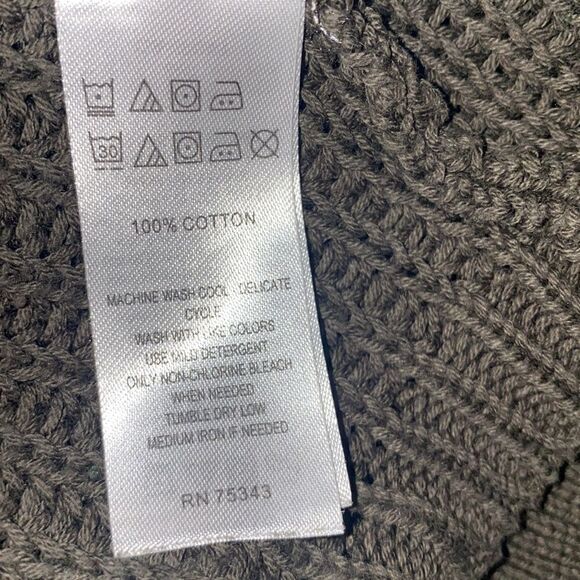 30
100% COTTON
MACHINE WASH COOL DELICATE
CYCLE
WASH WITH LIKE COLORS
USE MILD DETERGENT
ONLY NON-CHLORINE BLEACH
WHEN NEEDED
TUMBLE DRY LOW
MEDIUM IRON IF NEEDED
RN 75343